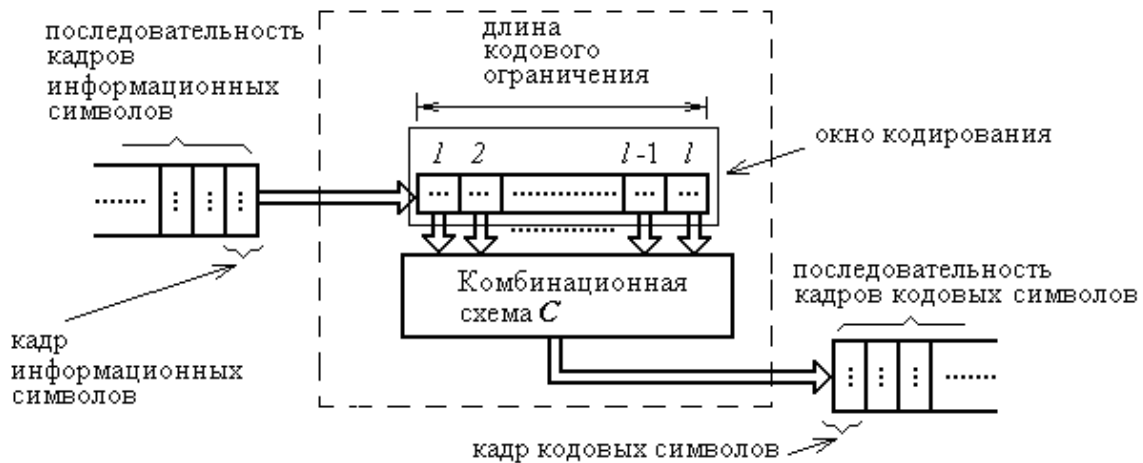 последовательность
кадров
информационных
символов
длина
кодового
ограничения
окно кодирования
1 2 l-1 l
Комбинационная
схема C
кадр
информационных
символов
последовательность
кадров кодовых символов
кадр кодовых символов